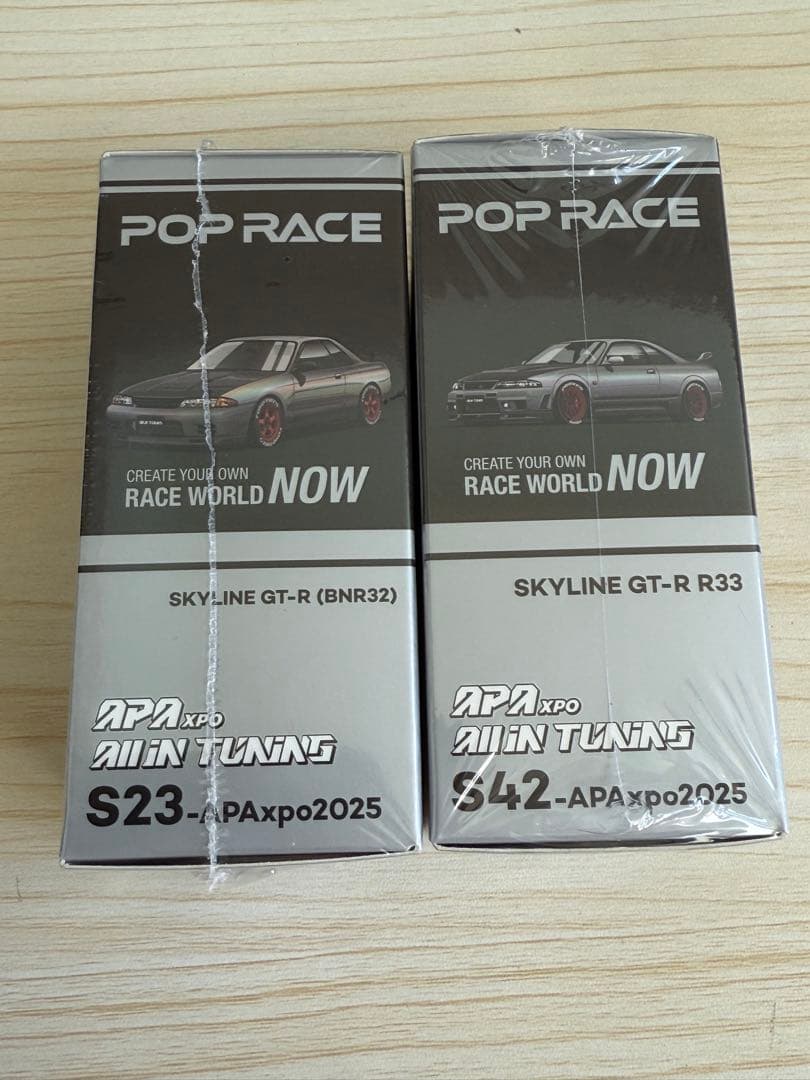 POP RACE
CREATE YOUR OWN
RACE WORLD NOW
SKYLINE GT-R (BNR32)
APAXPO
All iN TUNiNG
S23-APAxpo2025
POP RACE
CREATE YOUR OWN
RACE WORLD NOW
SKYLINE GT-R R33
APAXPO
All iN TUNiNG
S42-APAxpo2025